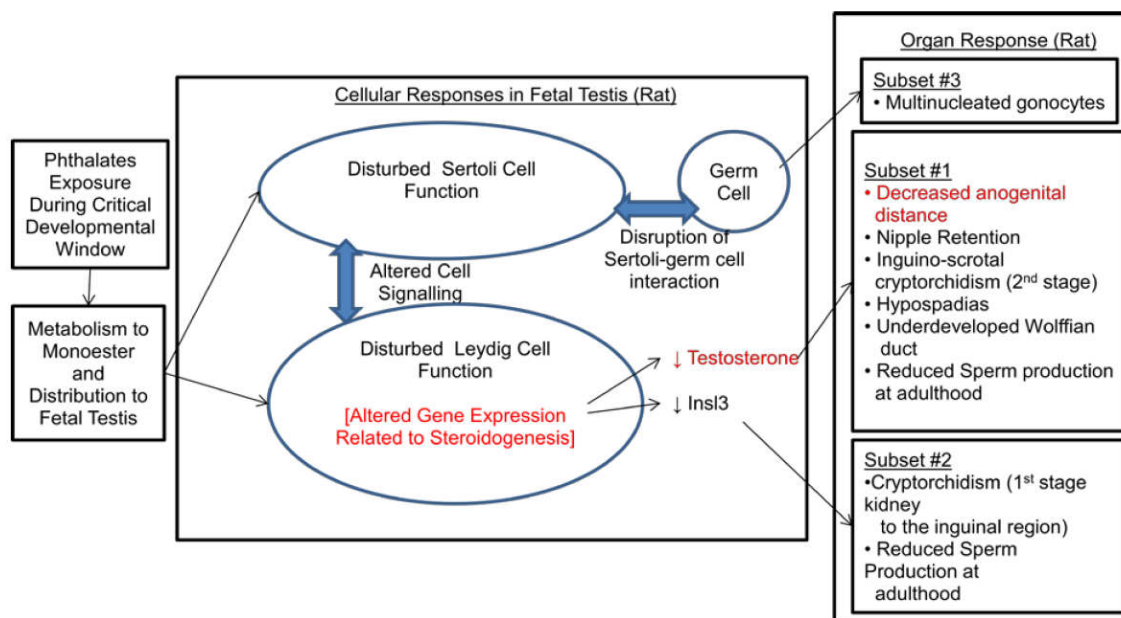 Phthalates
Exposure
During Critical
Developmental
Window
Metabolism to
Monoester
and
Distribution to
Fetal Testis
Cellular Responses in Fetal Testis (Rat)
Disturbed Sertoli Cell
Function
Germ
Cell
Disruption of
Sertoli-germ cell
interaction
Altered Cell
Signalling
Disturbed Leydig Cell
Function
[Altered Gene Expression
Related to Steroidogenesis]
↓ Testosterone
↓ Insl3
Organ Response (Rat)
Subset #3
• Multinucleated gonocytes
Subset #1
• Decreased anogenital
distance
• Nipple Retention
• Inguino-scrotal
cryptorchidism (2nd stage)
• Hypospadias
• Underdeveloped Wolffian
duct
• Reduced Sperm production
at adulthood
Subset #2
•Cryptorchidism (1st stage
kidney
to the inguinal region)
• Reduced Sperm
Production at
adulthood